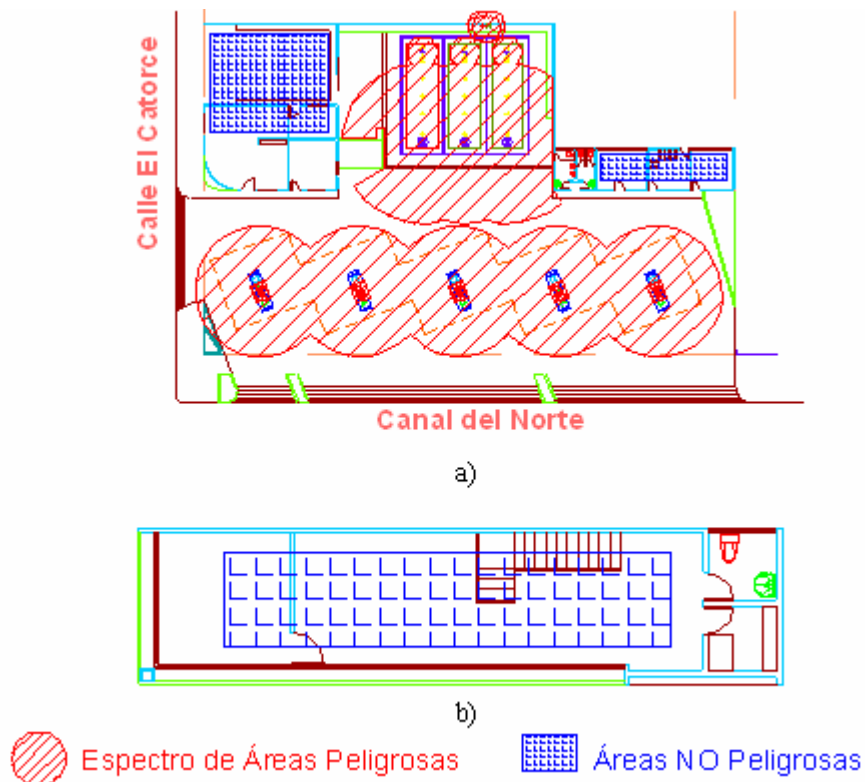 Calle El Catorce
Canal del Norte
a)
b)
Espectro de Áreas Peligrosas
Áreas NO Peligrosas